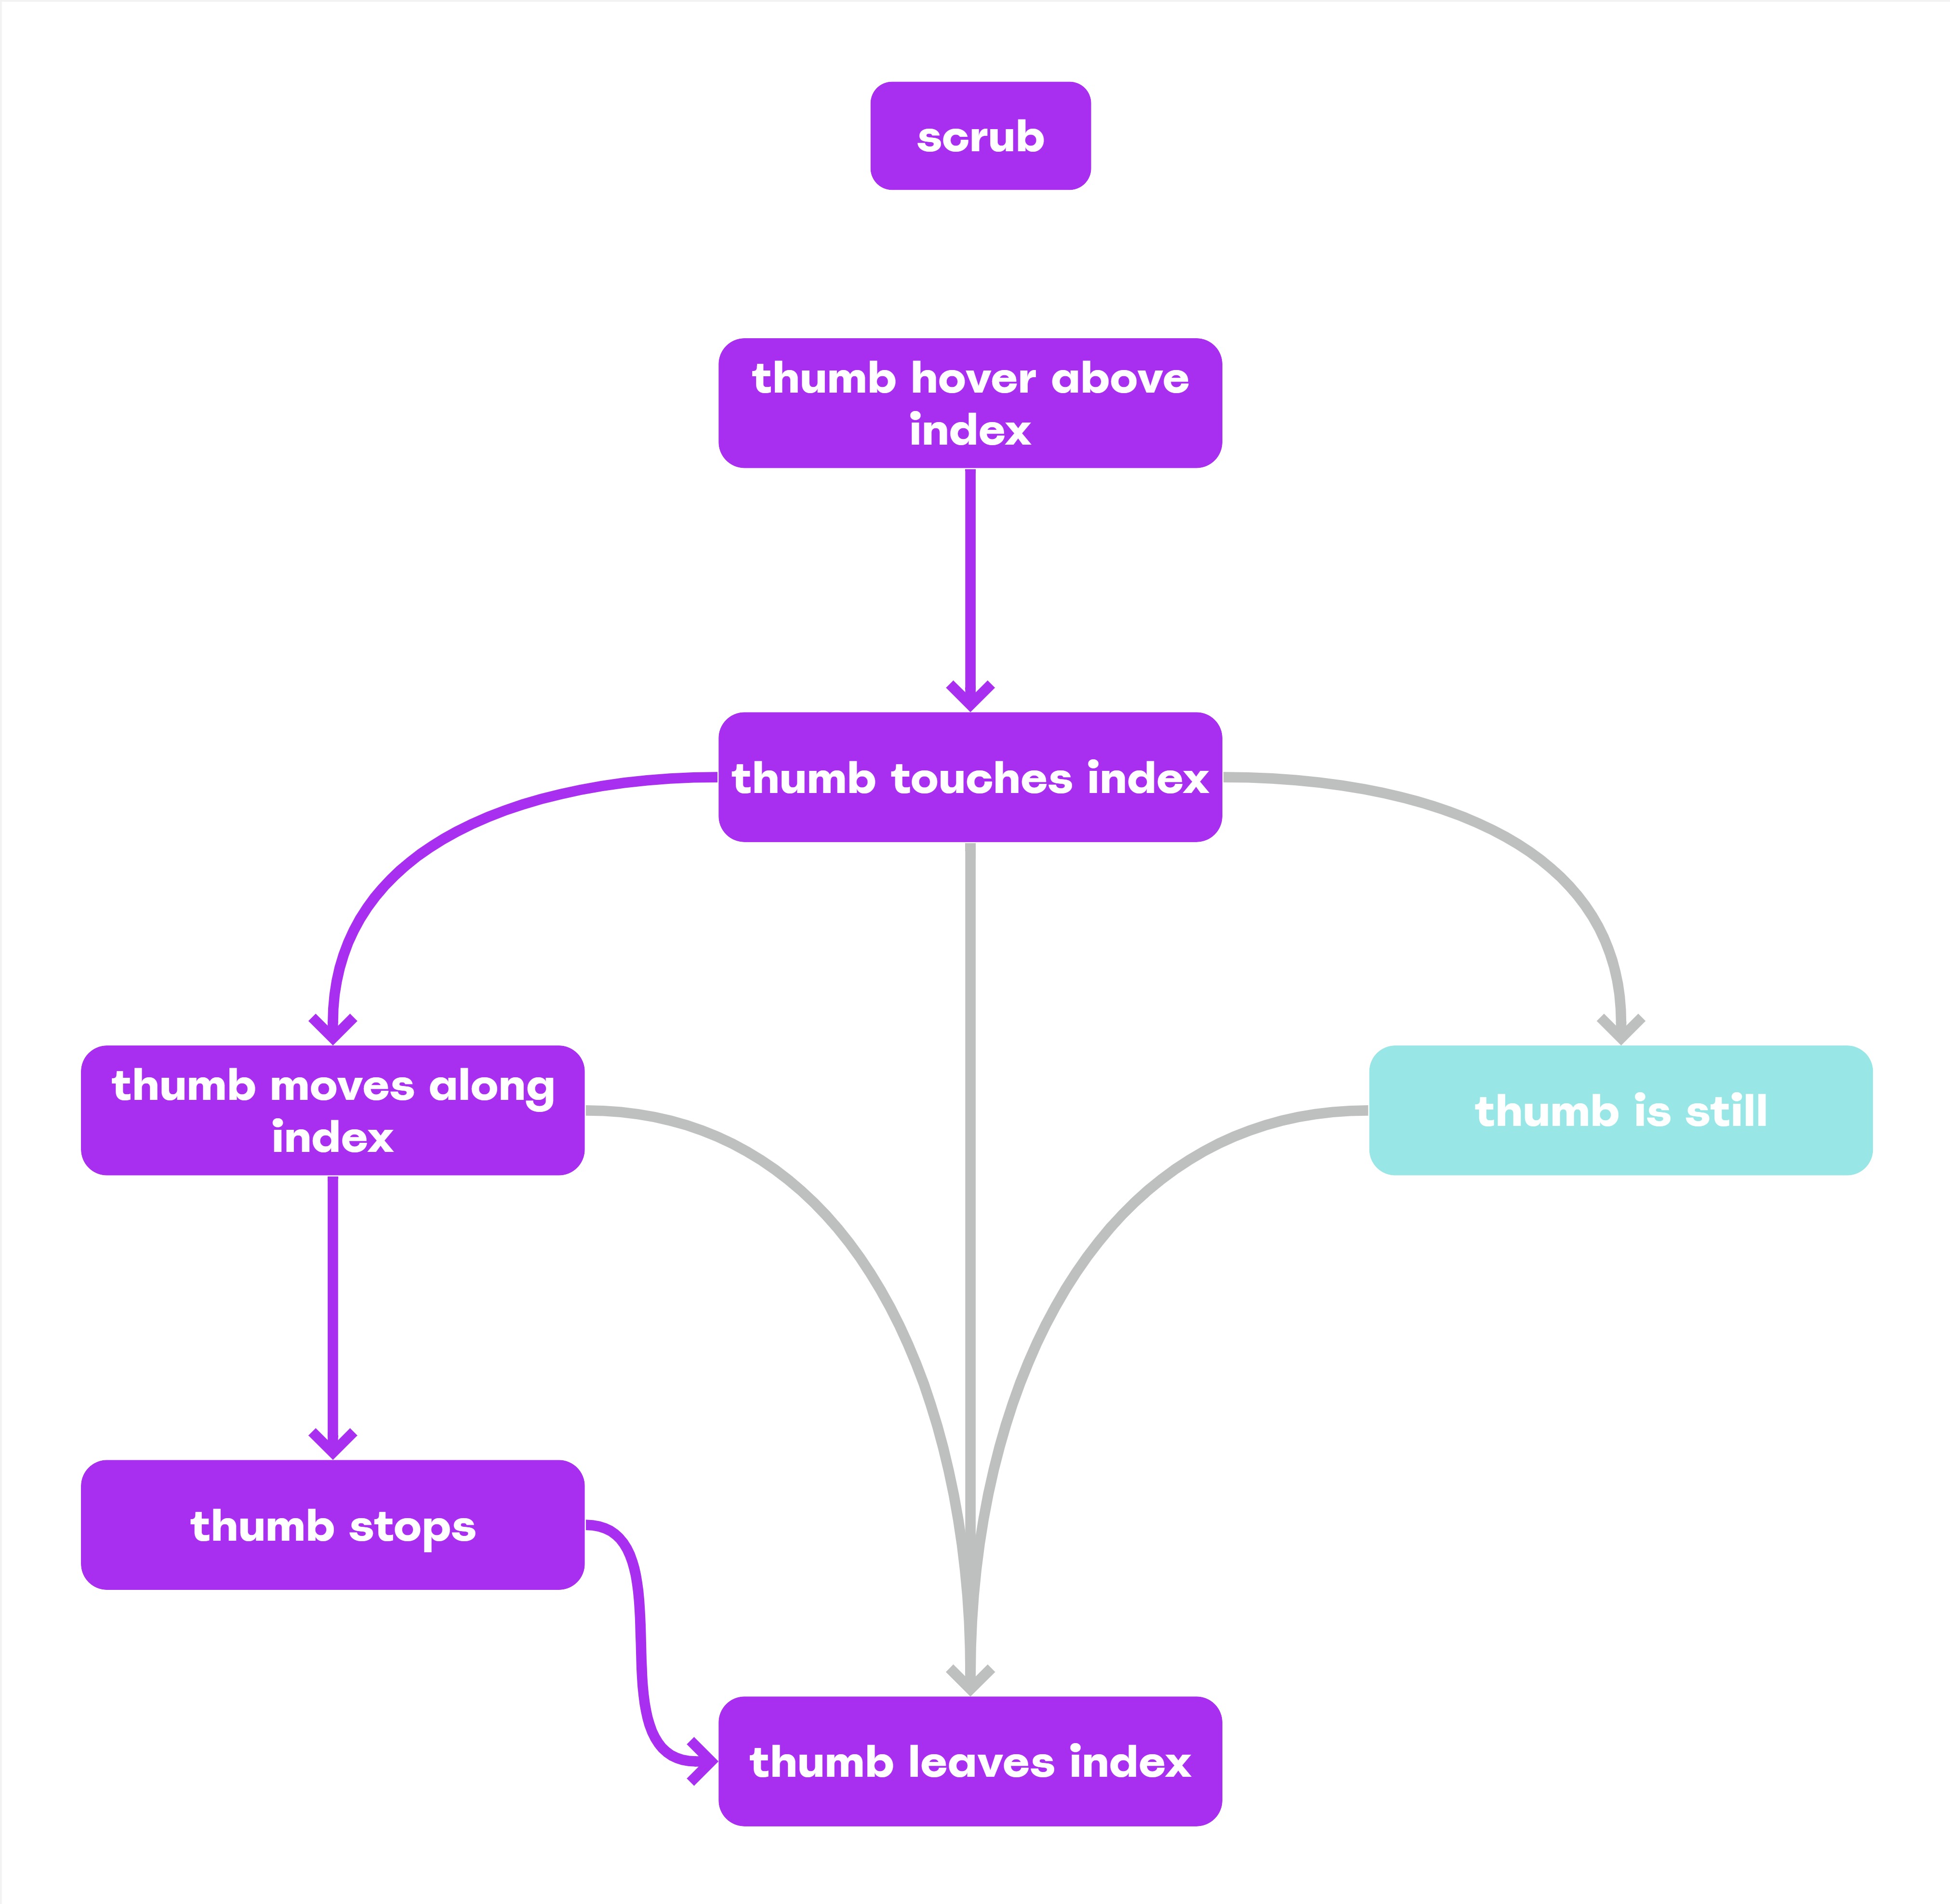 scrub
thumb hover above
index
thumb touches index
thumb moves along
index
thumb is still
thumb stops
thumb leaves index